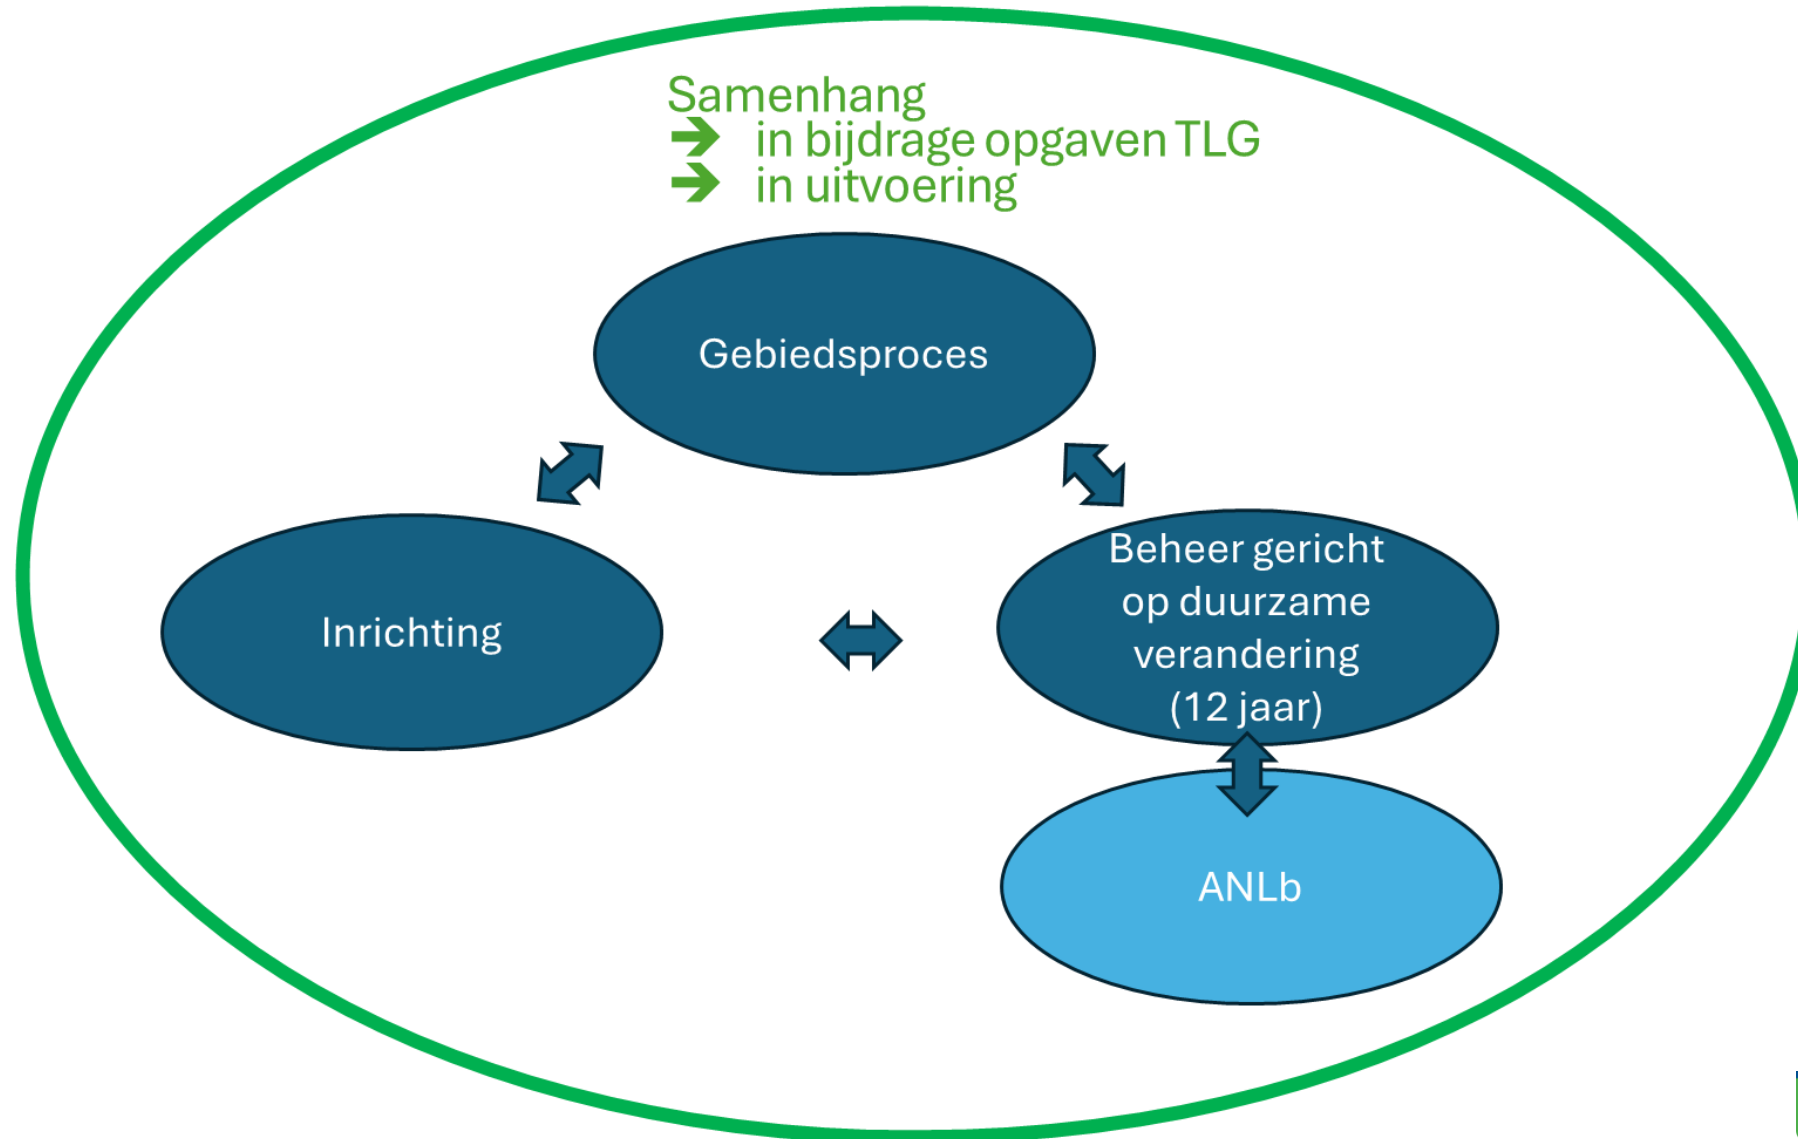 Samenhang
➔ in bijdrage opgaven TLG
➔ in uitvoering
Gebiedsproces
Inrichting
Beheer gericht
op duurzame
verandering
(12 jaar)
ANLb